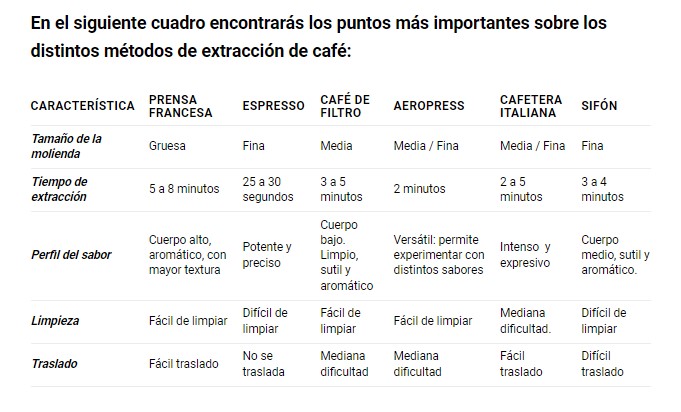 En el siguiente cuadro encontrarás los puntos más importantes sobre los
distintos métodos de extracción de café:
CARACTERÍSTICA PRENSA FRANCESA ESPRESSO CAFÉ DE FILTRO AEROPRESS CAFETERA ITALIANA SIFÓN
Tamaño de la molienda Gruesa Fina Media Media / Fina Media / Fina Fina
Tiempo de extracción 5 a 8 minutos 25 a 30 segundos 3 a 5 minutos 2 minutos 2 a 5 minutos 3 a 4 minutos
Perfil del sabor Cuerpo alto, aromático, con mayor textura Potente y preciso Cuerpo bajo. Limpio, sutil y aromático Versátil: permite experimentar con distintos sabores Intenso y expresivo Cuerpo medio, sutil y aromático.
Limpieza Fácil de limpiar Difícil de limpiar Fácil de limpiar Fácil de limpiar Mediana dificultad. Difícil de limpiar
Traslado Fácil traslado No se traslada Mediana dificultad Mediana dificultad Fácil traslado Difícil traslado